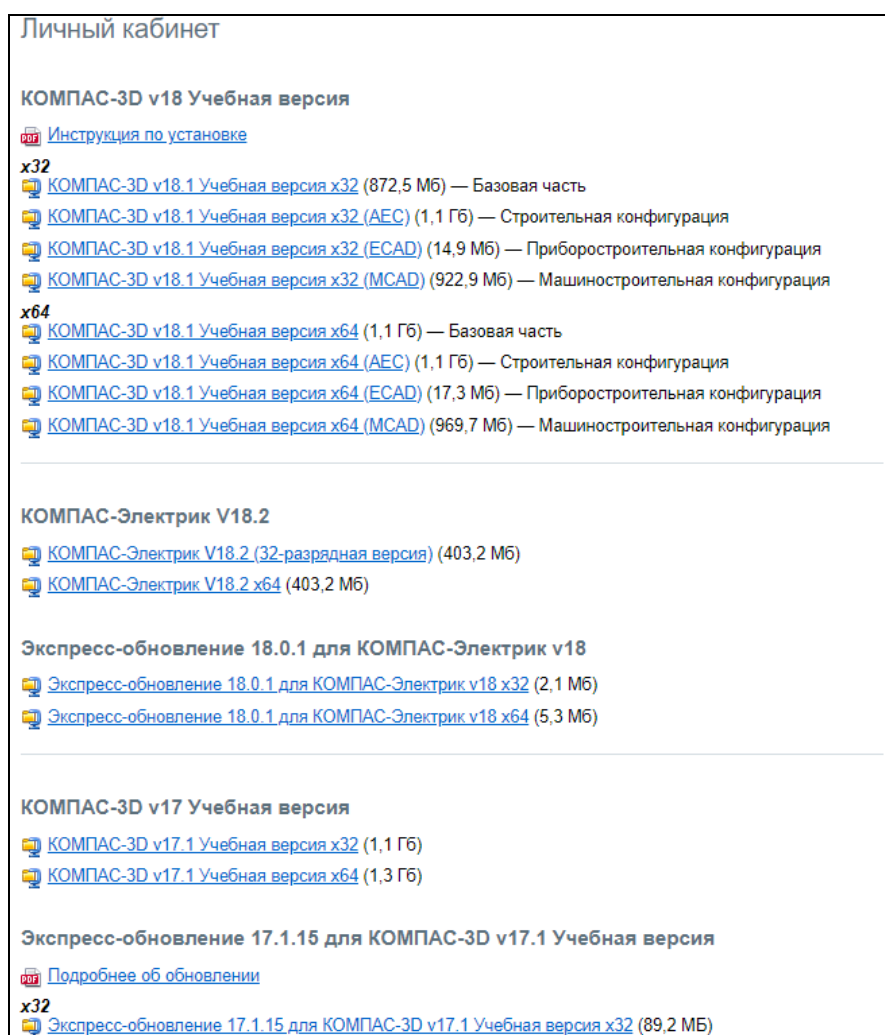 Личный кабинет
КОМПАС-3D v18 Учебная версия
PDF Инструкция по установке
x32
КОМПАС-3D v18.1 Учебная версия x32 (872,5 Мб) — Базовая часть
КОМПАС-3D v18.1 Учебная версия x32 (AEC) (1,1 Гб) — Строительная конфигурация
КОМПАС-3D v18.1 Учебная версия x32 (ECAD) (14,9 Мб) — Приборостроительная конфигурация
КОМПАС-3D v18.1 Учебная версия x32 (MCAD) (922,9 Мб) — Машиностроительная конфигурация
x64
КОМПАС-3D v18.1 Учебная версия x64 (1,1 Гб) — Базовая часть
КОМПАС-3D v18.1 Учебная версия x64 (AEC) (1,1 Гб) — Строительная конфигурация
КОМПАС-3D v18.1 Учебная версия x64 (ECAD) (17,3 Мб) — Приборостроительная конфигурация
КОМПАС-3D v18.1 Учебная версия x64 (MCAD) (969,7 Мб) — Машиностроительная конфигурация
КОМПАС-Электрик V18.2
КОМПАС-Электрик V18.2 (32-разрядная версия) (403,2 Мб)
КОМПАС-Электрик V18.2 x64 (403,2 Мб)
Экспресс-обновление 18.0.1 для КОМПАС-Электрик v18
Экспресс-обновление 18.0.1 для КОМПАС-Электрик v18 x32 (2,1 Мб)
Экспресс-обновление 18.0.1 для КОМПАС-Электрик v18 x64 (5,3 Мб)
КОМПАС-3D v17 Учебная версия
КОМПАС-3D v17.1 Учебная версия x32 (1,1 Гб)
КОМПАС-3D v17.1 Учебная версия x64 (1,3 Гб)
Экспресс-обновление 17.1.15 для КОМПАС-3D v17.1 Учебная версия
PDF Подробнее об обновлении
x32
Экспресс-обновление 17.1.15 для КОМПАС-3D v17.1 Учебная версия x32 (89,2 МБ)